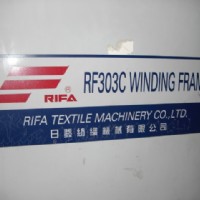 RF303C WINDING FRAM
RIFA ®
RIFA TEXTILE MACHINERY CO.,LTD.
日發紡織機械有限公司